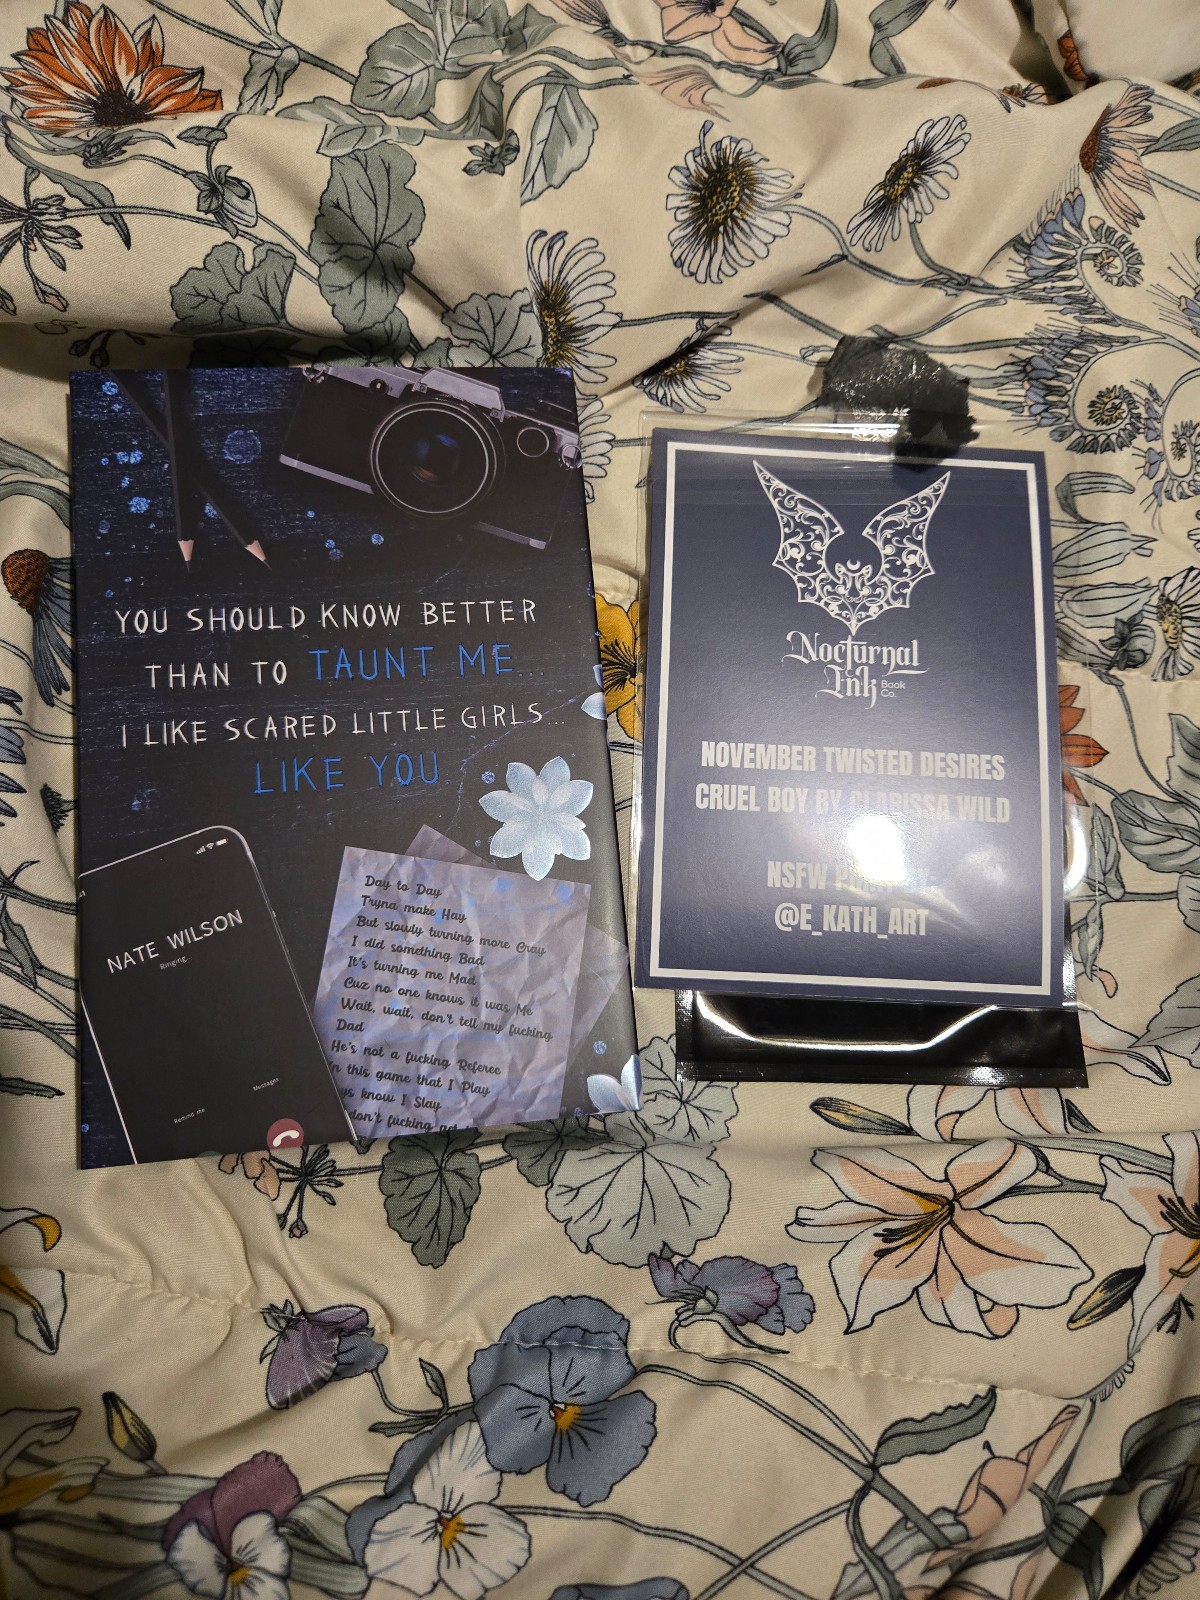 YOU SHOULD KNOW BETTER
THAN TO TAUNT ME...
I LIKE SCARED LITTLE GIRLS...
LIKE YOU
NATE WILSON
Ringing...
Messages
Remind me
Day to Day
Tryna make Hay
But slowly turning more Cray
I did something Bad
It's turning me Mad
Cuz no one knows it was Me
Wait, wait, don't tell my fucking
Dad
He's not a fucking Referee
this game that I Play
know I Slay
don't fucking
Nocturnal
Ink Book
Co.
NOVEMBER TWISTED DESIRES
CRUEL BOY BY CLARISSA WILD
NSFW
@E_KATH_ART